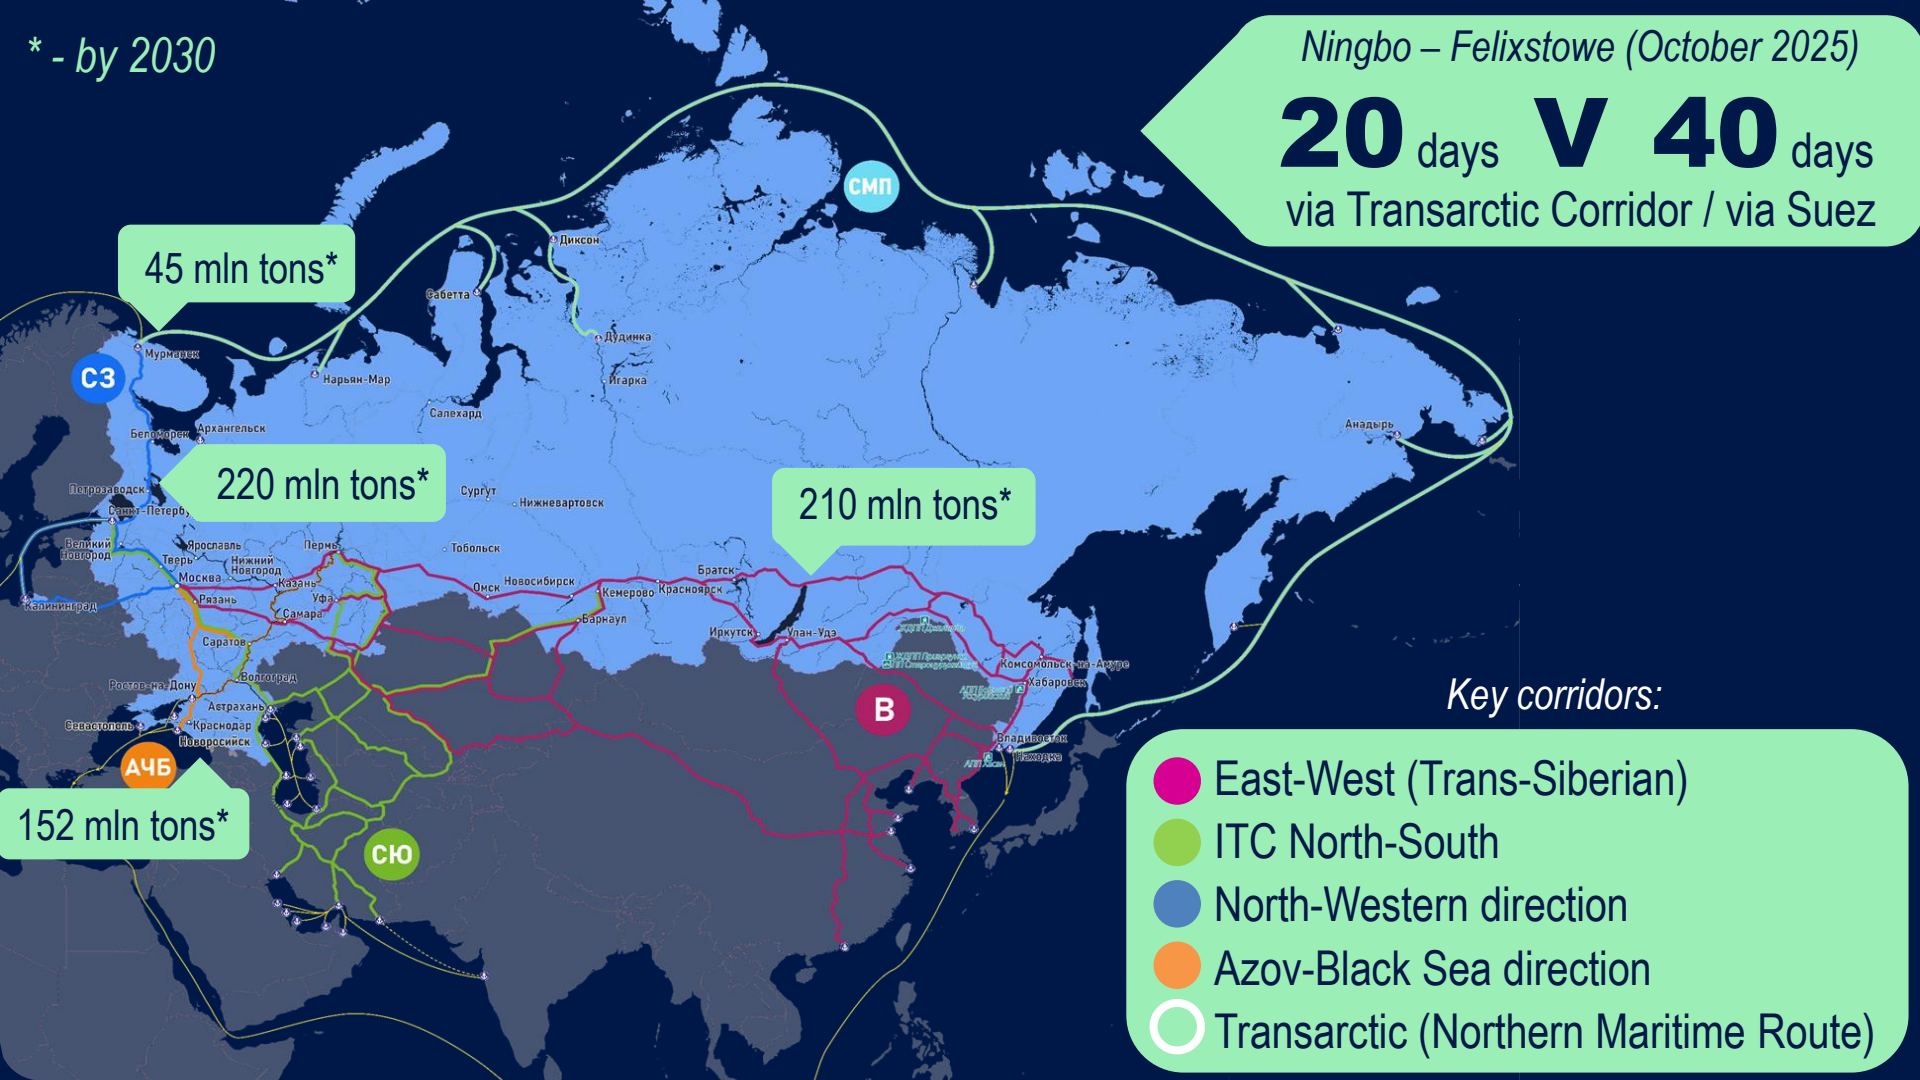 * - by 2030
Ningbo – Felixstowe (October 2025)
20 days V 40 days
via Transarctic Corridor / via Suez
СМП
Диксон
45 mln tons*
Сабетта
Дудинка
Мурманск
СЗ
Нарьян-Мар
Игарка
Салехард
Беломорск
Архангельск
Анадырь
220 mln tons*
210 mln tons*
Петрозаводск
Сургут
Нижневартовск
Санкт-Петербу
Великий
Новгород
Ярославль
Пермь
Тобольск
Тверь
Нижний
Новгород
Москва
Казань
Омск
Новосибирск
Братск
Кемерово
Красноярск
Калининград
Рязань
Уфа
Самара
Барнаул
Иркутск
Улан-Удэ
Саратов
Комсомольск-на-Амуре
Хабаровск
Волгоград
Ростов-на-Дону
Астрахань
Севастополь
Краснодар
Новоросийск
В
Владивосток
Находка
АЧБ
152 mln tons*
СЮ
Key corridors:
East-West (Trans-Siberian)
ITC North-South
North-Western direction
Azov-Black Sea direction
Transarctic (Northern Maritime Route)